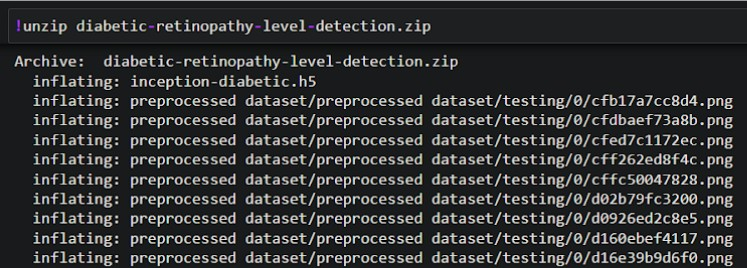 !unzip diabetic-retinopathy-level-detection.zip
Archive:  diabetic-retinopathy-level-detection.zip
  inflating: inception-diabetic.h5
  inflating: preprocessed dataset/preprocessed dataset/testing/0/cfb17a7cc8d4.png
  inflating: preprocessed dataset/preprocessed dataset/testing/0/cfdbaef73a8b.png
  inflating: preprocessed dataset/preprocessed dataset/testing/0/cfed7c1172ec.png
  inflating: preprocessed dataset/preprocessed dataset/testing/0/cff262ed8f4c.png
  inflating: preprocessed dataset/preprocessed dataset/testing/0/cffc50047828.png
  inflating: preprocessed dataset/preprocessed dataset/testing/0/d02b79fc3200.png
  inflating: preprocessed dataset/preprocessed dataset/testing/0/d0926ed2c8e5.png
  inflating: preprocessed dataset/preprocessed dataset/testing/0/d160ebef4117.png
  inflating: preprocessed dataset/preprocessed dataset/testing/0/d16e39b9d6f0.png